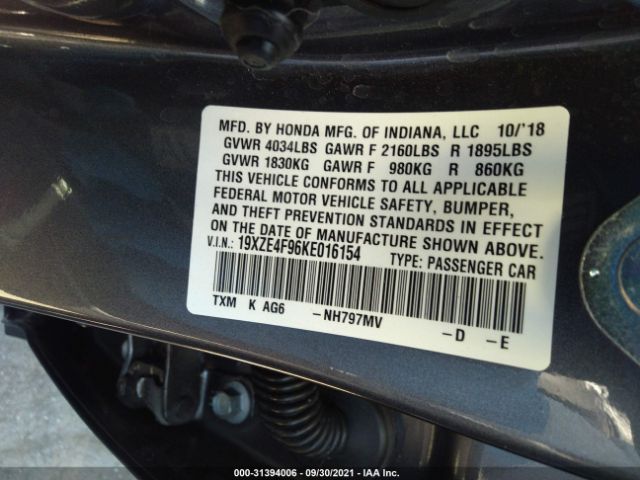 MFD. BY HONDA MFG. OF INDIANA, LLC 10/'18
GVWR 4034LBS GAWR F 2160LBS R 1895LBS
GVWR 1830KG GAWR F 980KG R 860KG
THIS VEHICLE CONFORMS TO ALL APPLICABLE
FEDERAL MOTOR VEHICLE SAFETY, BUMPER,
AND THEFT PREVENTION STANDARDS IN EFFECT
ON THE DATE OF MANUFACTURE SHOWN ABOVE.
V.I.N.: 19XZE4F96KE016154 TYPE: PASSENGER CAR
TXM K AG6 -NH797MV -D -E
000-31394006 - 09/30/2021 - IAA Inc.